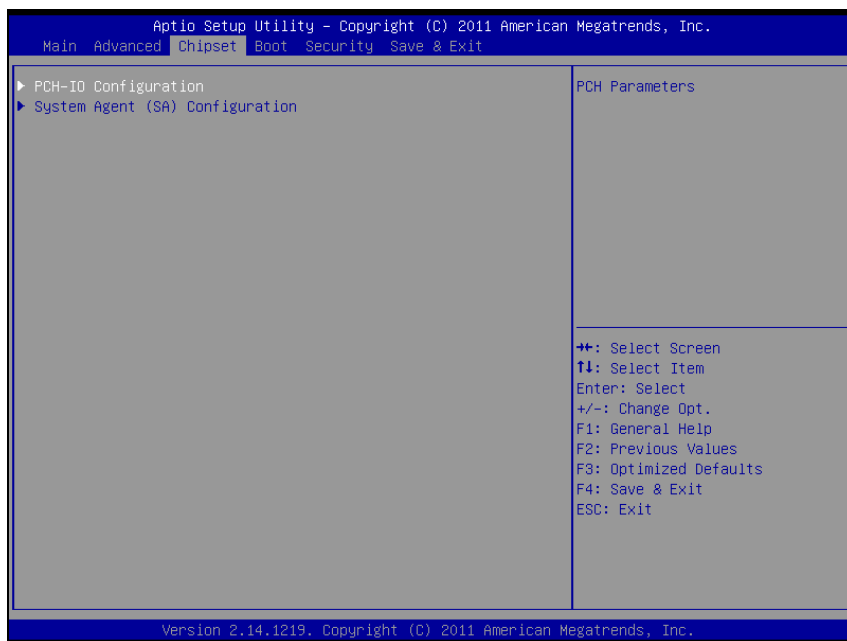 Aptio Setup Utility – Copyright (C) 2011 American Megatrends, Inc.
Main Advanced Chipset Boot Security Save & Exit
▶ PCH-IO Configuration
▶ System Agent (SA) Configuration
PCH Parameters
→←: Select Screen
↑↓: Select Item
Enter: Select
+/-: Change Opt.
F1: General Help
F2: Previous Values
F3: Optimized Defaults
F4: Save & Exit
ESC: Exit
Version 2.14.1219. Copyright (C) 2011 American Megatrends, Inc.